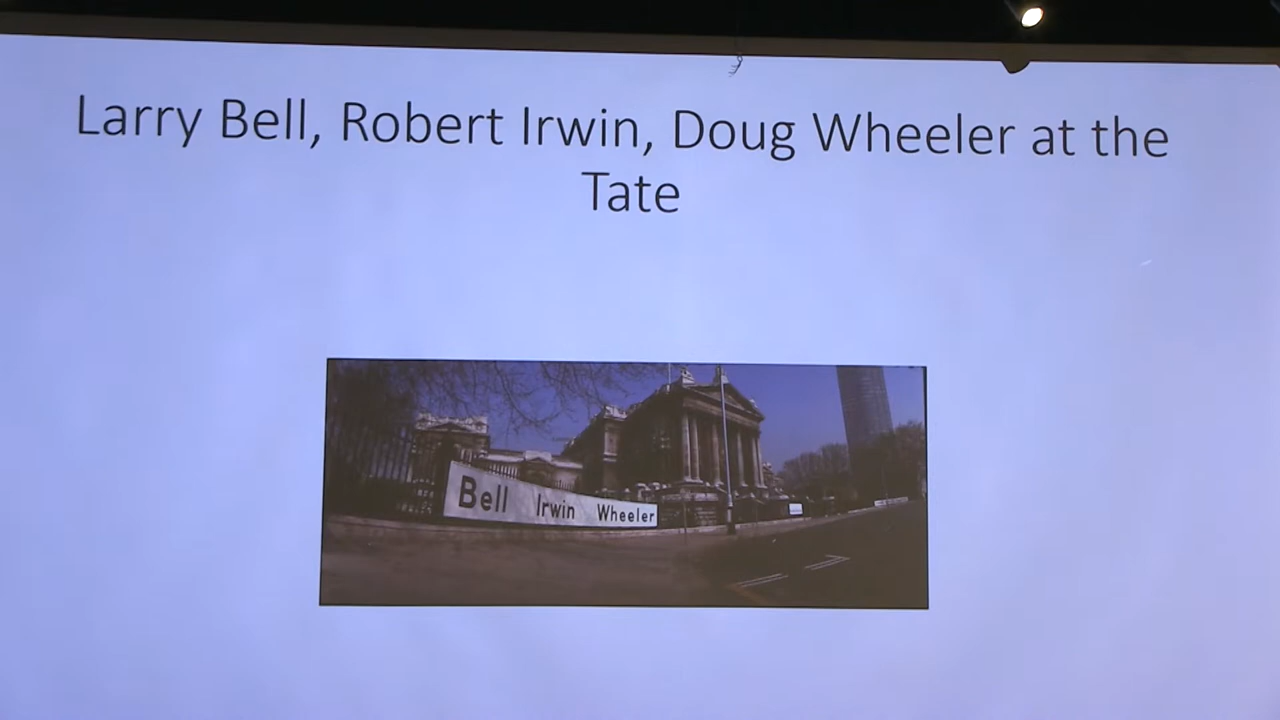 Larry Bell, Robert Irwin, Doug Wheeler at the
Tate
Bell Irwin Wheeler